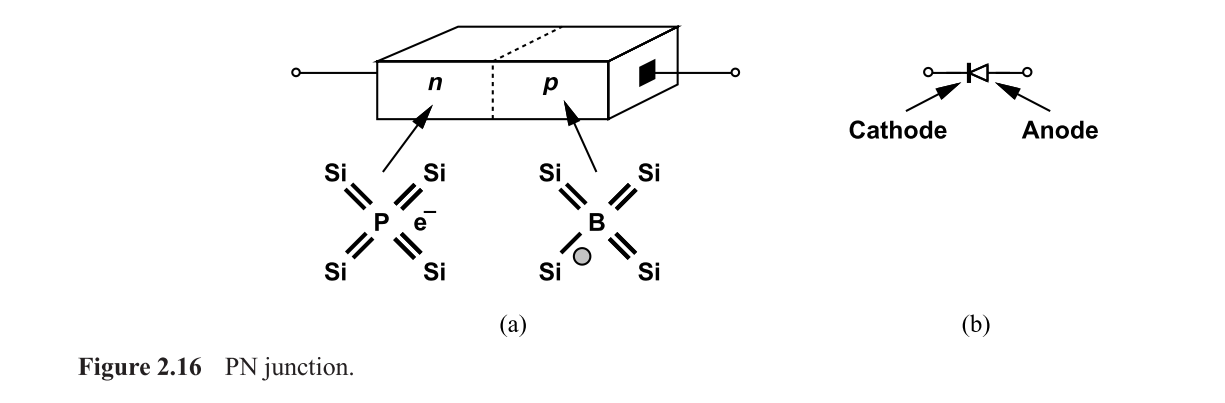 n p
Cathode Anode
Si Si Si Si
P e− B
Si Si Si Si
(a) (b)
Figure 2.16 PN junction.